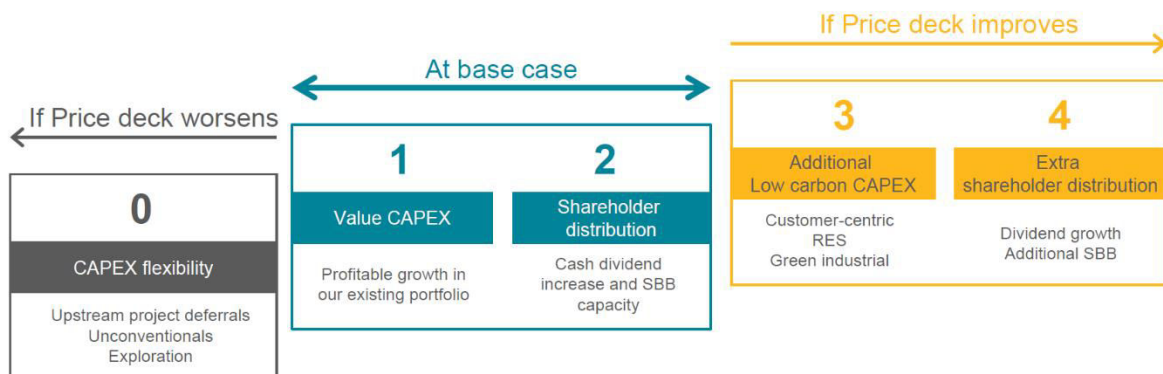 If Price deck worsens
0
CAPEX flexibility
Upstream project deferrals
Unconventionals
Exploration
At base case
1
Value CAPEX
Profitable growth in
our existing portfolio
2
Shareholder
distribution
Cash dividend
increase and SBB
capacity
If Price deck improves
3
Additional
Low carbon CAPEX
Customer-centric
RES
Green industrial
4
Extra
shareholder distribution
Dividend growth
Additional SBB